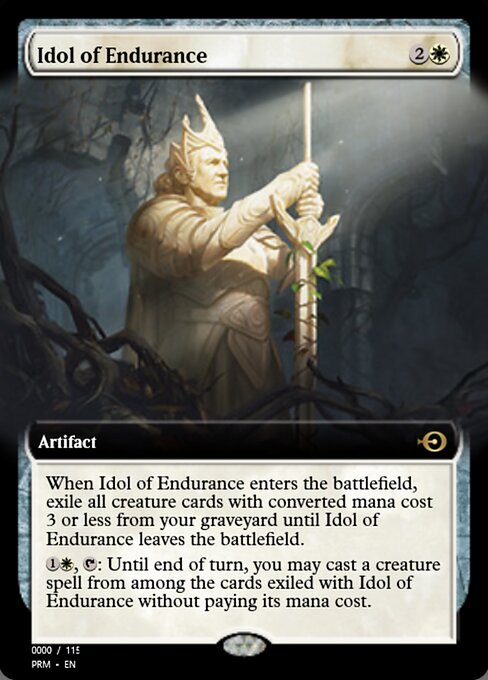 Idol of Endurance 2
Artifact
When Idol of Endurance enters the battlefield,
exile all creature cards with converted mana cost
3 or less from your graveyard until Idol of
Endurance leaves the battlefield.
1, : Until end of turn, you may cast a creature
spell from among the cards exiled with Idol of
Endurance without paying its mana cost.
0000 / 115
PRM • EN